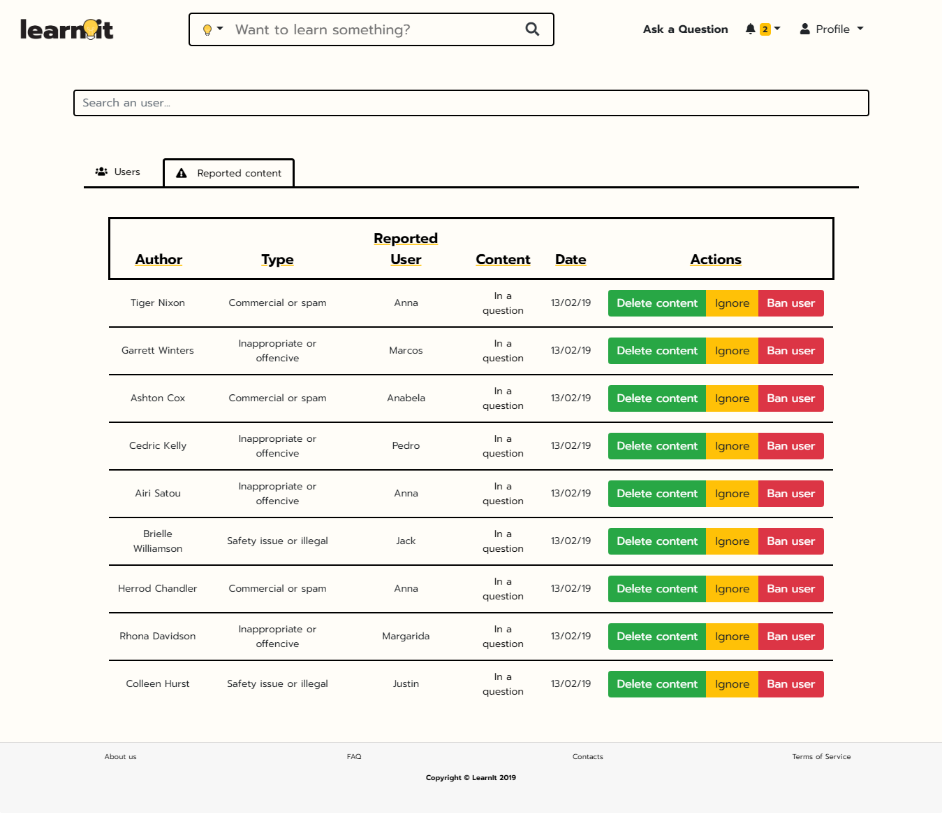 learnit
Want to learn something?
Ask a Question 2 Profile
Search an user...
Users Reported content
Author Type Reported User Content Date Actions
Tiger Nixon Commercial or spam Anna In a question 13/02/19 Delete content Ignore Ban user
Garrett Winters Inappropriate or offencive Marcos In a question 13/02/19 Delete content Ignore Ban user
Ashton Cox Commercial or spam Anabela In a question 13/02/19 Delete content Ignore Ban user
Cedric Kelly Inappropriate or offencive Pedro In a question 13/02/19 Delete content Ignore Ban user
Airi Satou Inappropriate or offencive Anna In a question 13/02/19 Delete content Ignore Ban user
Brielle Williamson Safety issue or illegal Jack In a question 13/02/19 Delete content Ignore Ban user
Herrod Chandler Commercial or spam Anna In a question 13/02/19 Delete content Ignore Ban user
Rhona Davidson Inappropriate or offencive Margarida In a question 13/02/19 Delete content Ignore Ban user
Colleen Hurst Safety issue or illegal Justin In a question 13/02/19 Delete content Ignore Ban user
About us FAQ Contacts Terms of Service
Copyright © LearnIt 2019